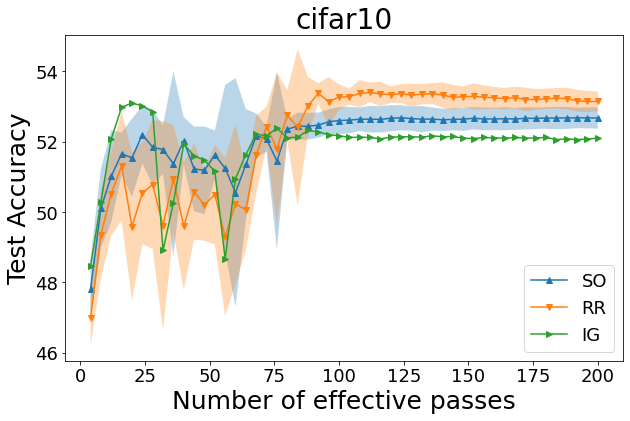 cifar10
Test Accuracy
54
52
50
48
46
0 25 50 75 100 125 150 175 200
Number of effective passes
SO
RR
IG